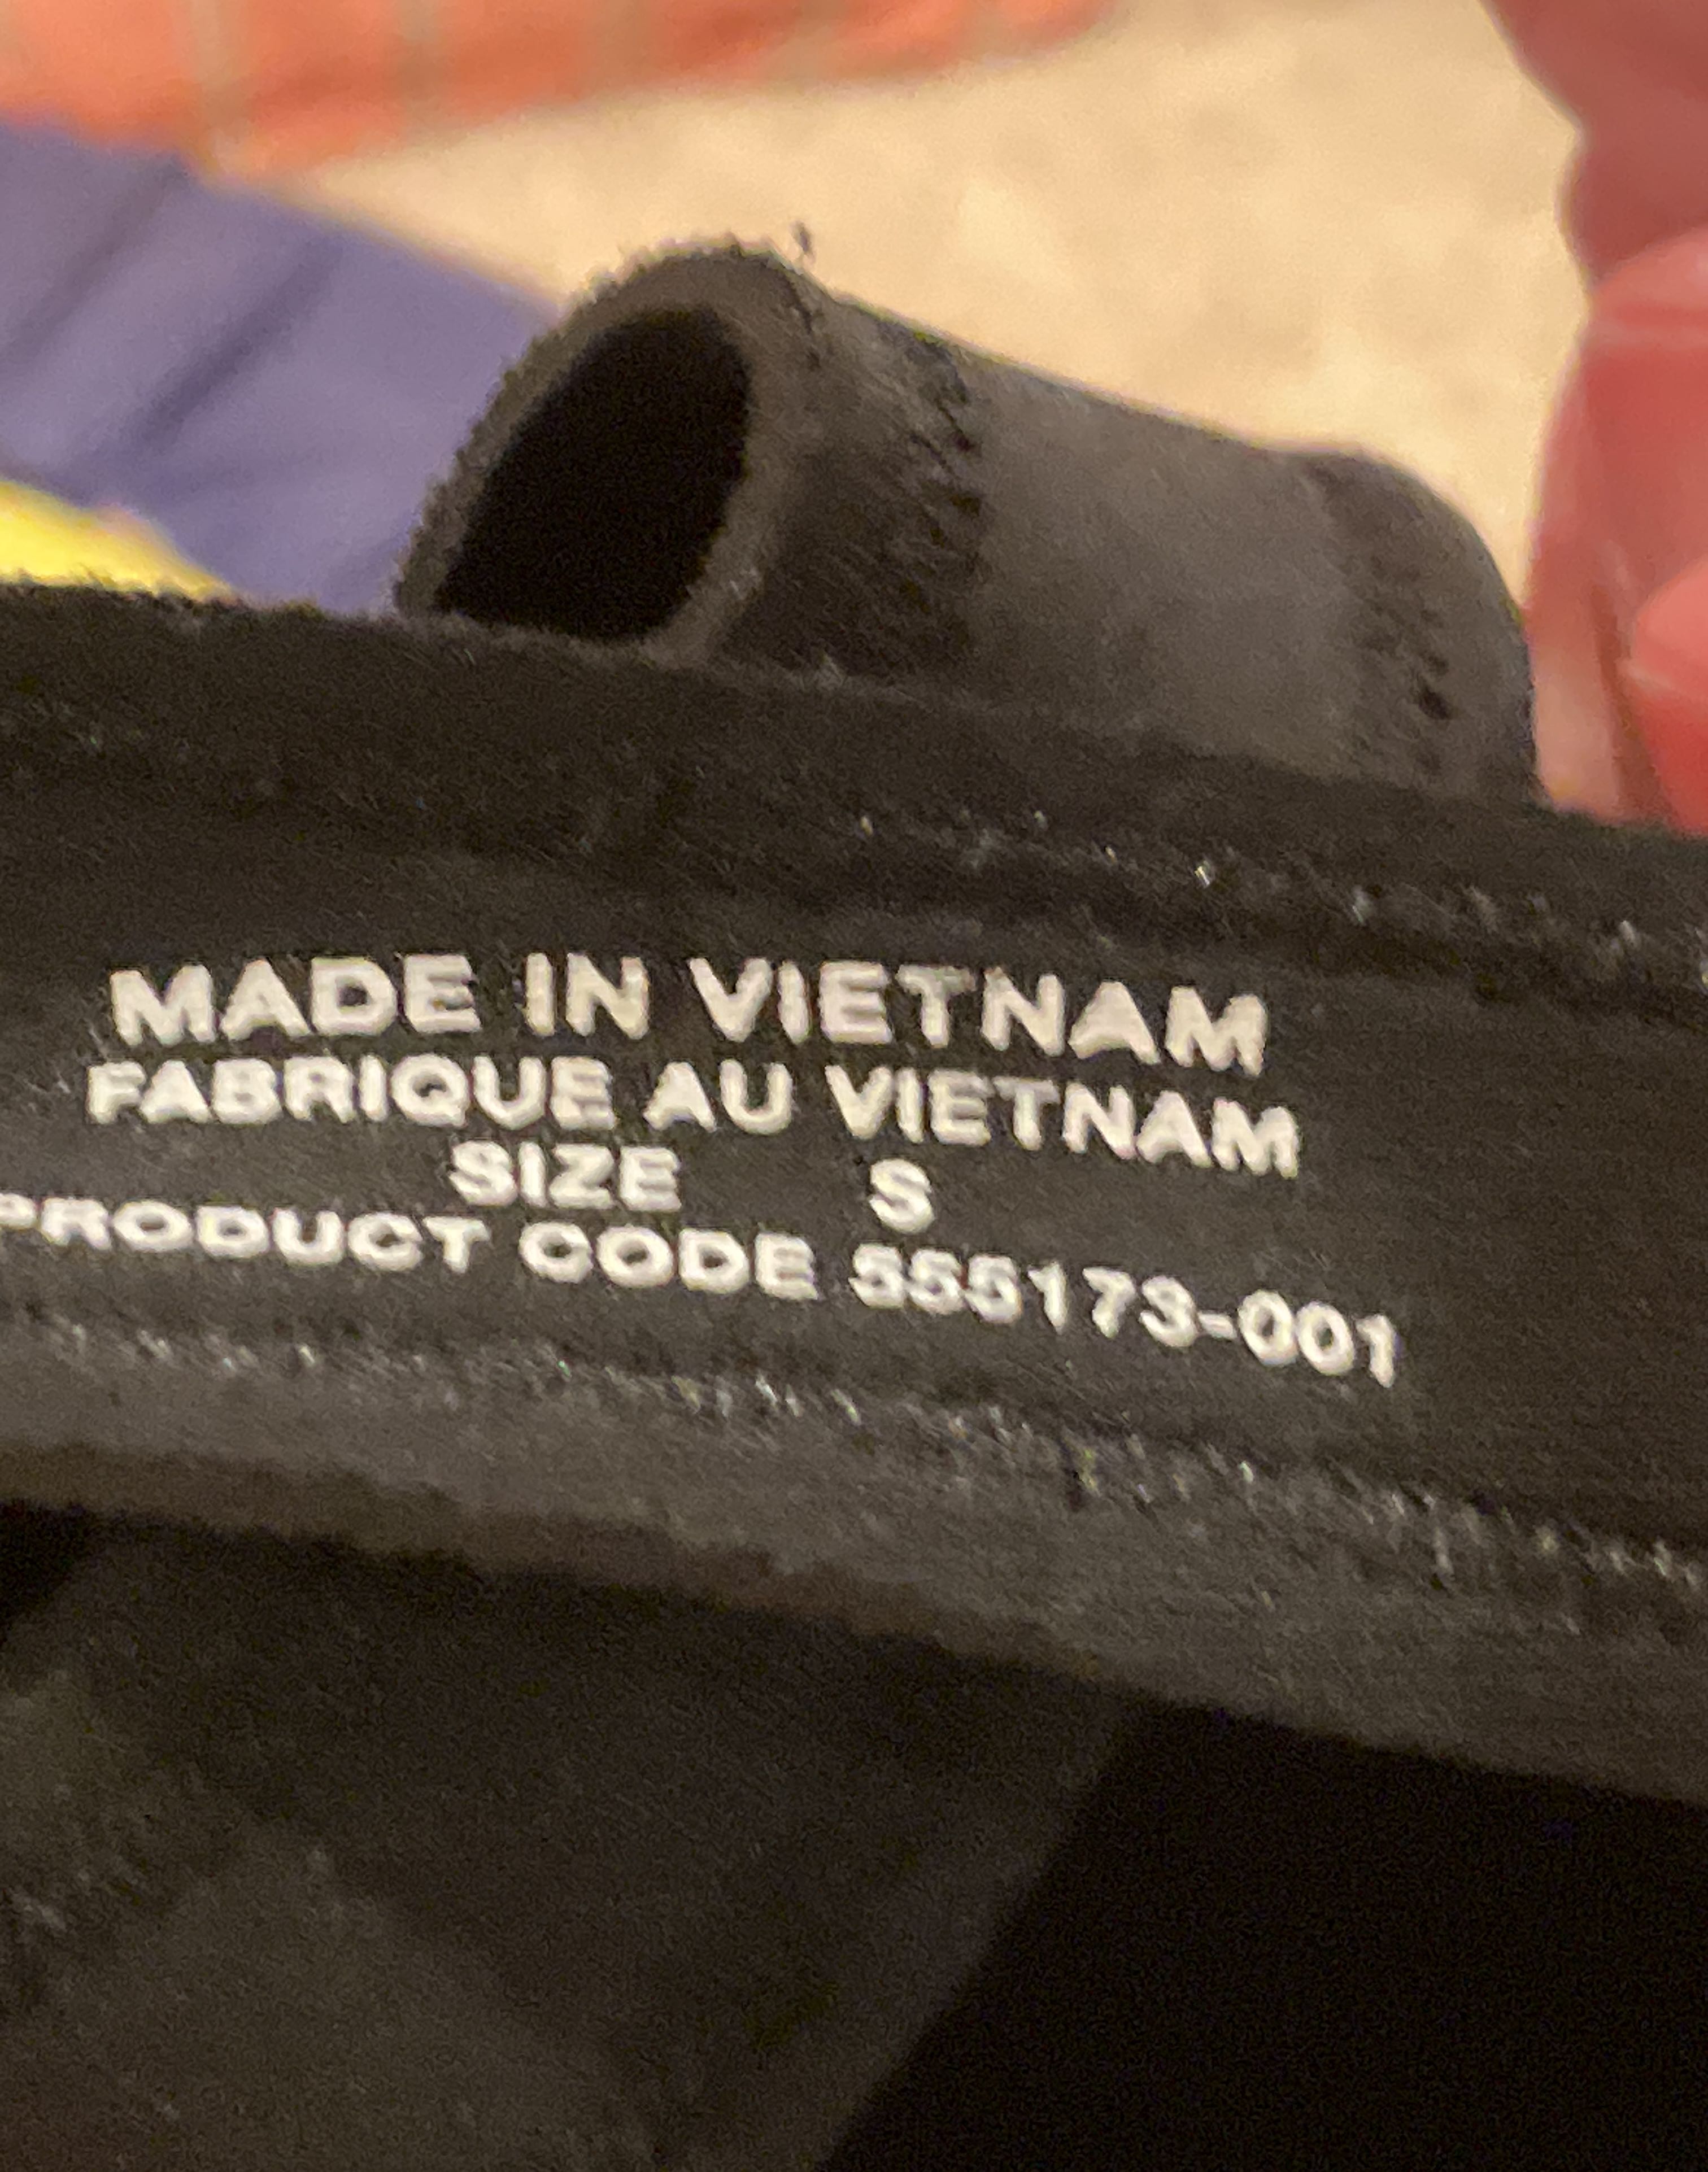 MADE IN VIETNAM
FABRIQUE AU VIETNAM
SIZE S
PRODUCT CODE 555173-001